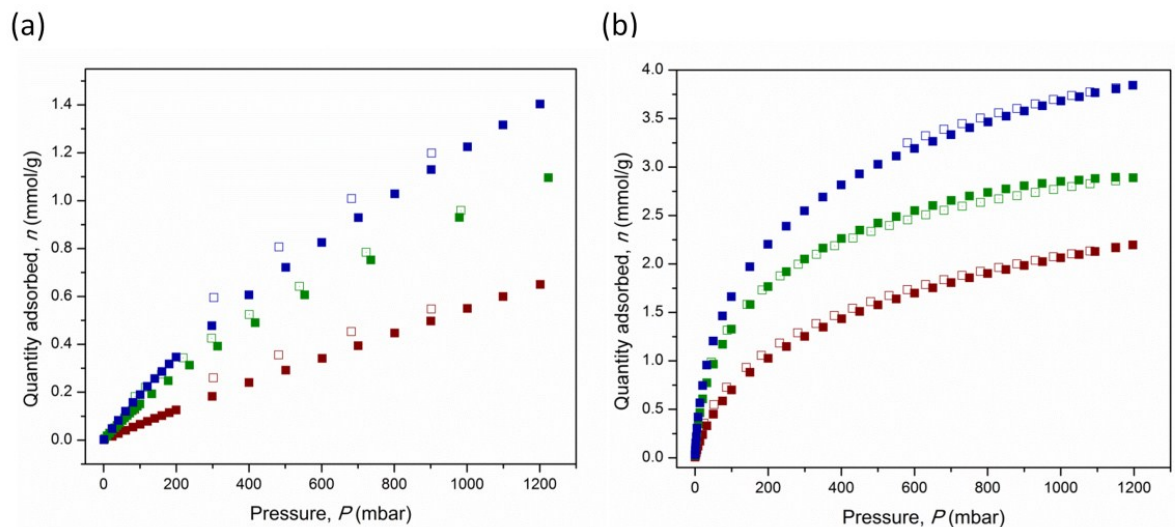 (a)
(b)
Quantity adsorbed, n (mmol/g)
1.4
1.2
1.0
0.8
0.6
0.4
0.2
0.0
0 200 400 600 800 1000 1200
Pressure, P (mbar)
Quantity adsorbed, n (mmol/g)
4.0
3.5
3.0
2.5
2.0
1.5
1.0
0.5
0.0
0 200 400 600 800 1000 1200
Pressure, P (mbar)